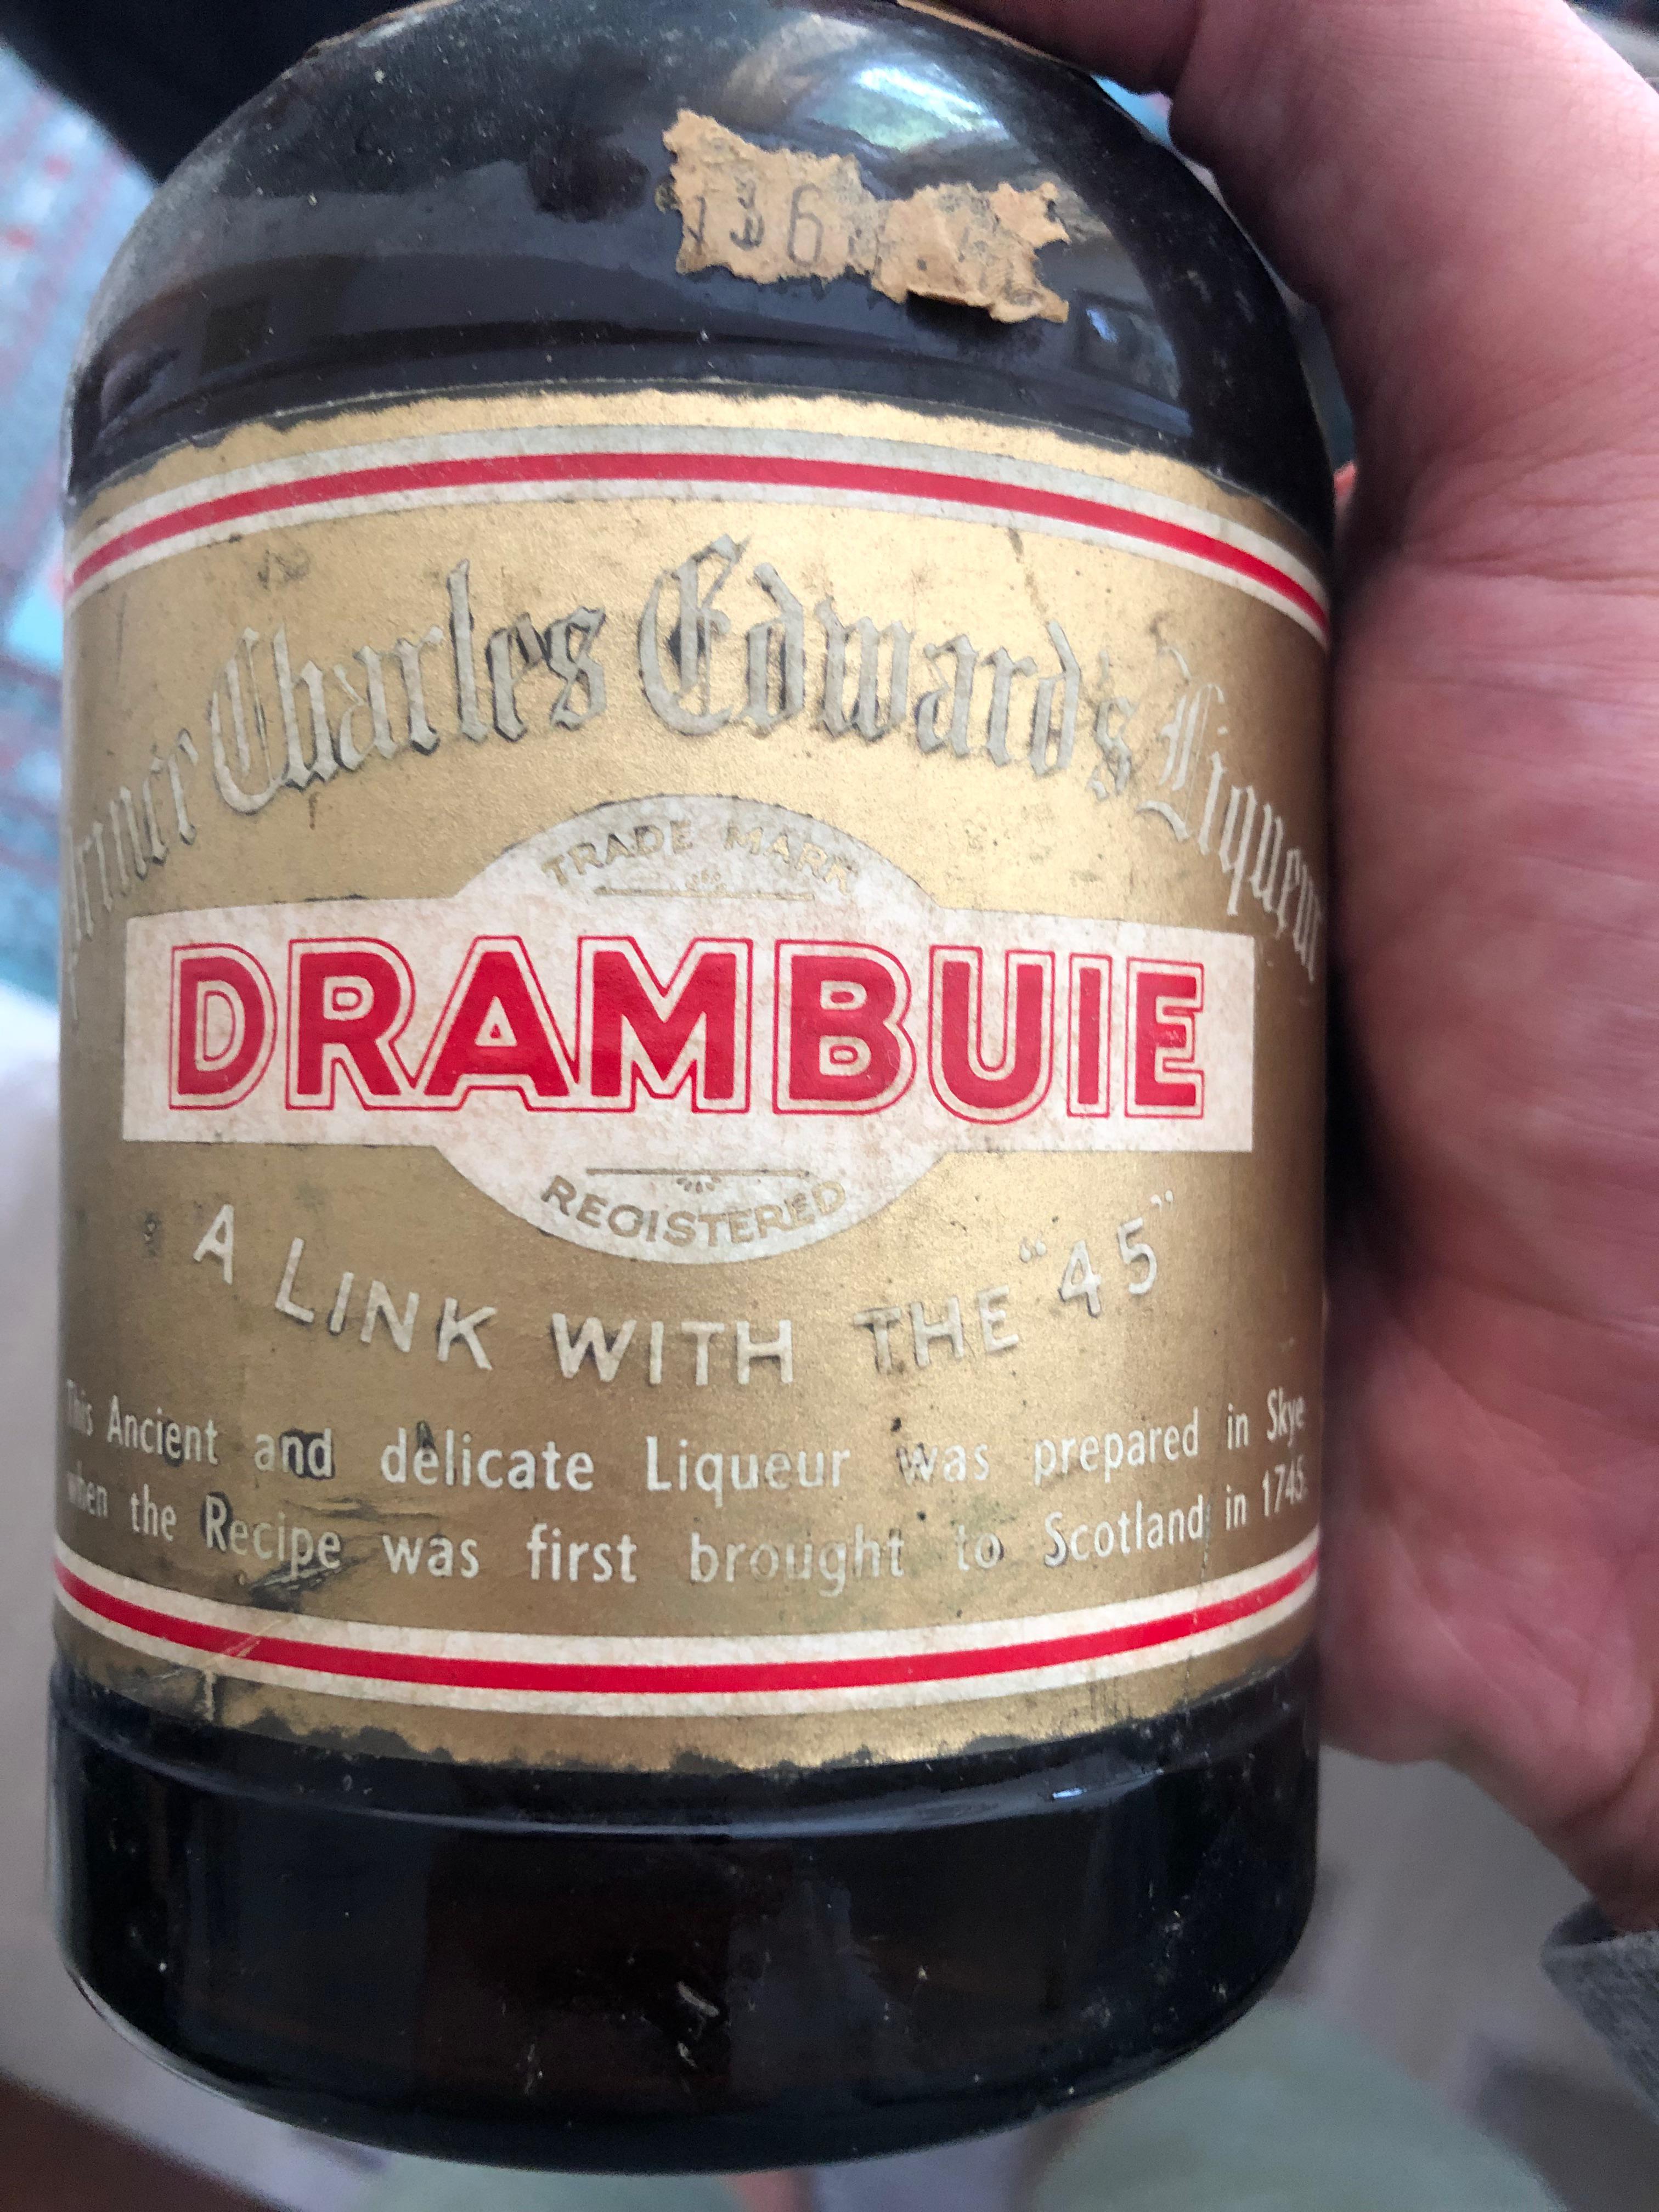 Prince Charles Edward's Liqueur
TRADE MARK
DRAMBUIE
REGISTERED
A LINK WITH THE "45"
This Ancient and delicate Liqueur was prepared in Skye
when the Recipe was first brought to Scotland in 1745.